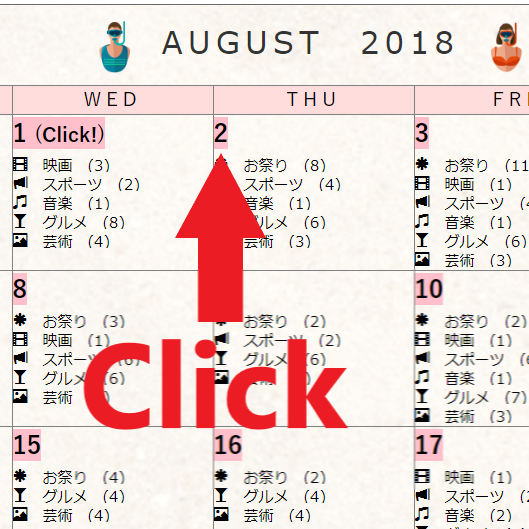 AUGUST 2018
WED THU FR
1 (Click!) 2 3
映画 (3) お祭り (8) お祭り (11
スポーツ (2) スポーツ (4) 映画 (1)
音楽 (1) 音楽 (1) スポーツ (4
グルメ (8) グルメ (6) 音楽 (1)
芸術 (4) 芸術 (3) グルメ (6)
芸術 (3)
8 10
お祭り (3) お祭り (2) お祭り (2)
映画 (1) スポーツ (2) 映画 (1)
スポーツ (6) グルメ (6) スポーツ (6
グルメ (6) 音楽 (1)
芸術 グルメ (7)
芸術 (3)
Click
15 16 17
お祭り (4) お祭り (2) 映画 (1)
グルメ (4) グルメ (4) スポーツ (2
芸術 (4) 芸術 (4) 音楽 (2)